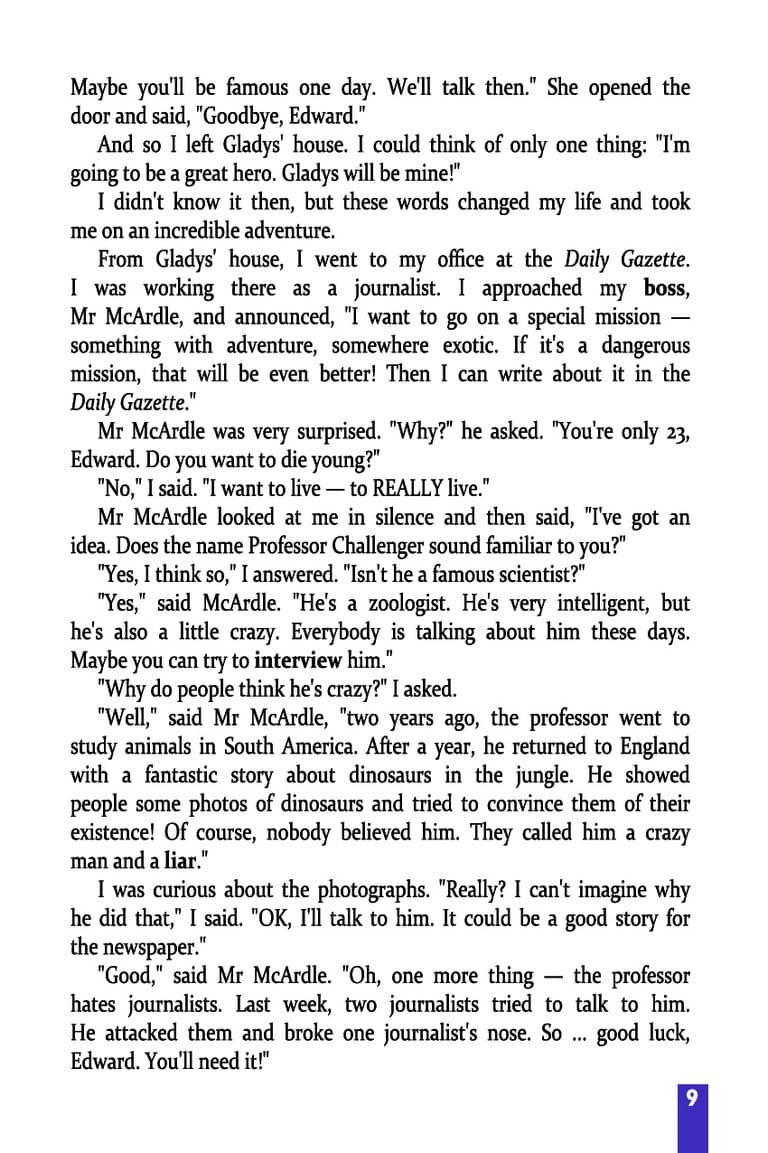 Maybe you'll be famous one day. We'll talk then." She opened the
door and said, "Goodbye, Edward."
And so I left Gladys' house. I could think of only one thing: "I'm
going to be a great hero. Gladys will be mine!"
I didn't know it then, but these words changed my life and took
me on an incredible adventure.
From Gladys' house, I went to my office at the Daily Gazette.
I was working there as a journalist. I approached my boss,
Mr McArdle, and announced, "I want to go on a special mission —
something with adventure, somewhere exotic. If it's a dangerous
mission, that will be even better! Then I can write about it in the
Daily Gazette."
Mr McArdle was very surprised. "Why?" he asked. "You're only 23,
Edward. Do you want to die young?"
"No," I said. "I want to live — to REALLY live."
Mr McArdle looked at me in silence and then said, "I've got an
idea. Does the name Professor Challenger sound familiar to you?"
"Yes, I think so," I answered. "Isn't he a famous scientist?"
"Yes," said McArdle. "He's a zoologist. He's very intelligent, but
he's also a little crazy. Everybody is talking about him these days.
Maybe you can try to interview him."
"Why do people think he's crazy?" I asked.
"Well," said Mr McArdle, "two years ago, the professor went to
study animals in South America. After a year, he returned to England
with a fantastic story about dinosaurs in the jungle. He showed
people some photos of dinosaurs and tried to convince them of their
existence! Of course, nobody believed him. They called him a crazy
man and a liar."
I was curious about the photographs. "Really? I can't imagine why
he did that," I said. "OK, I'll talk to him. It could be a good story for
the newspaper."
"Good," said Mr McArdle. "Oh, one more thing — the professor
hates journalists. Last week, two journalists tried to talk to him.
He attacked them and broke one journalist's nose. So ... good luck,
Edward. You'll need it!"
9